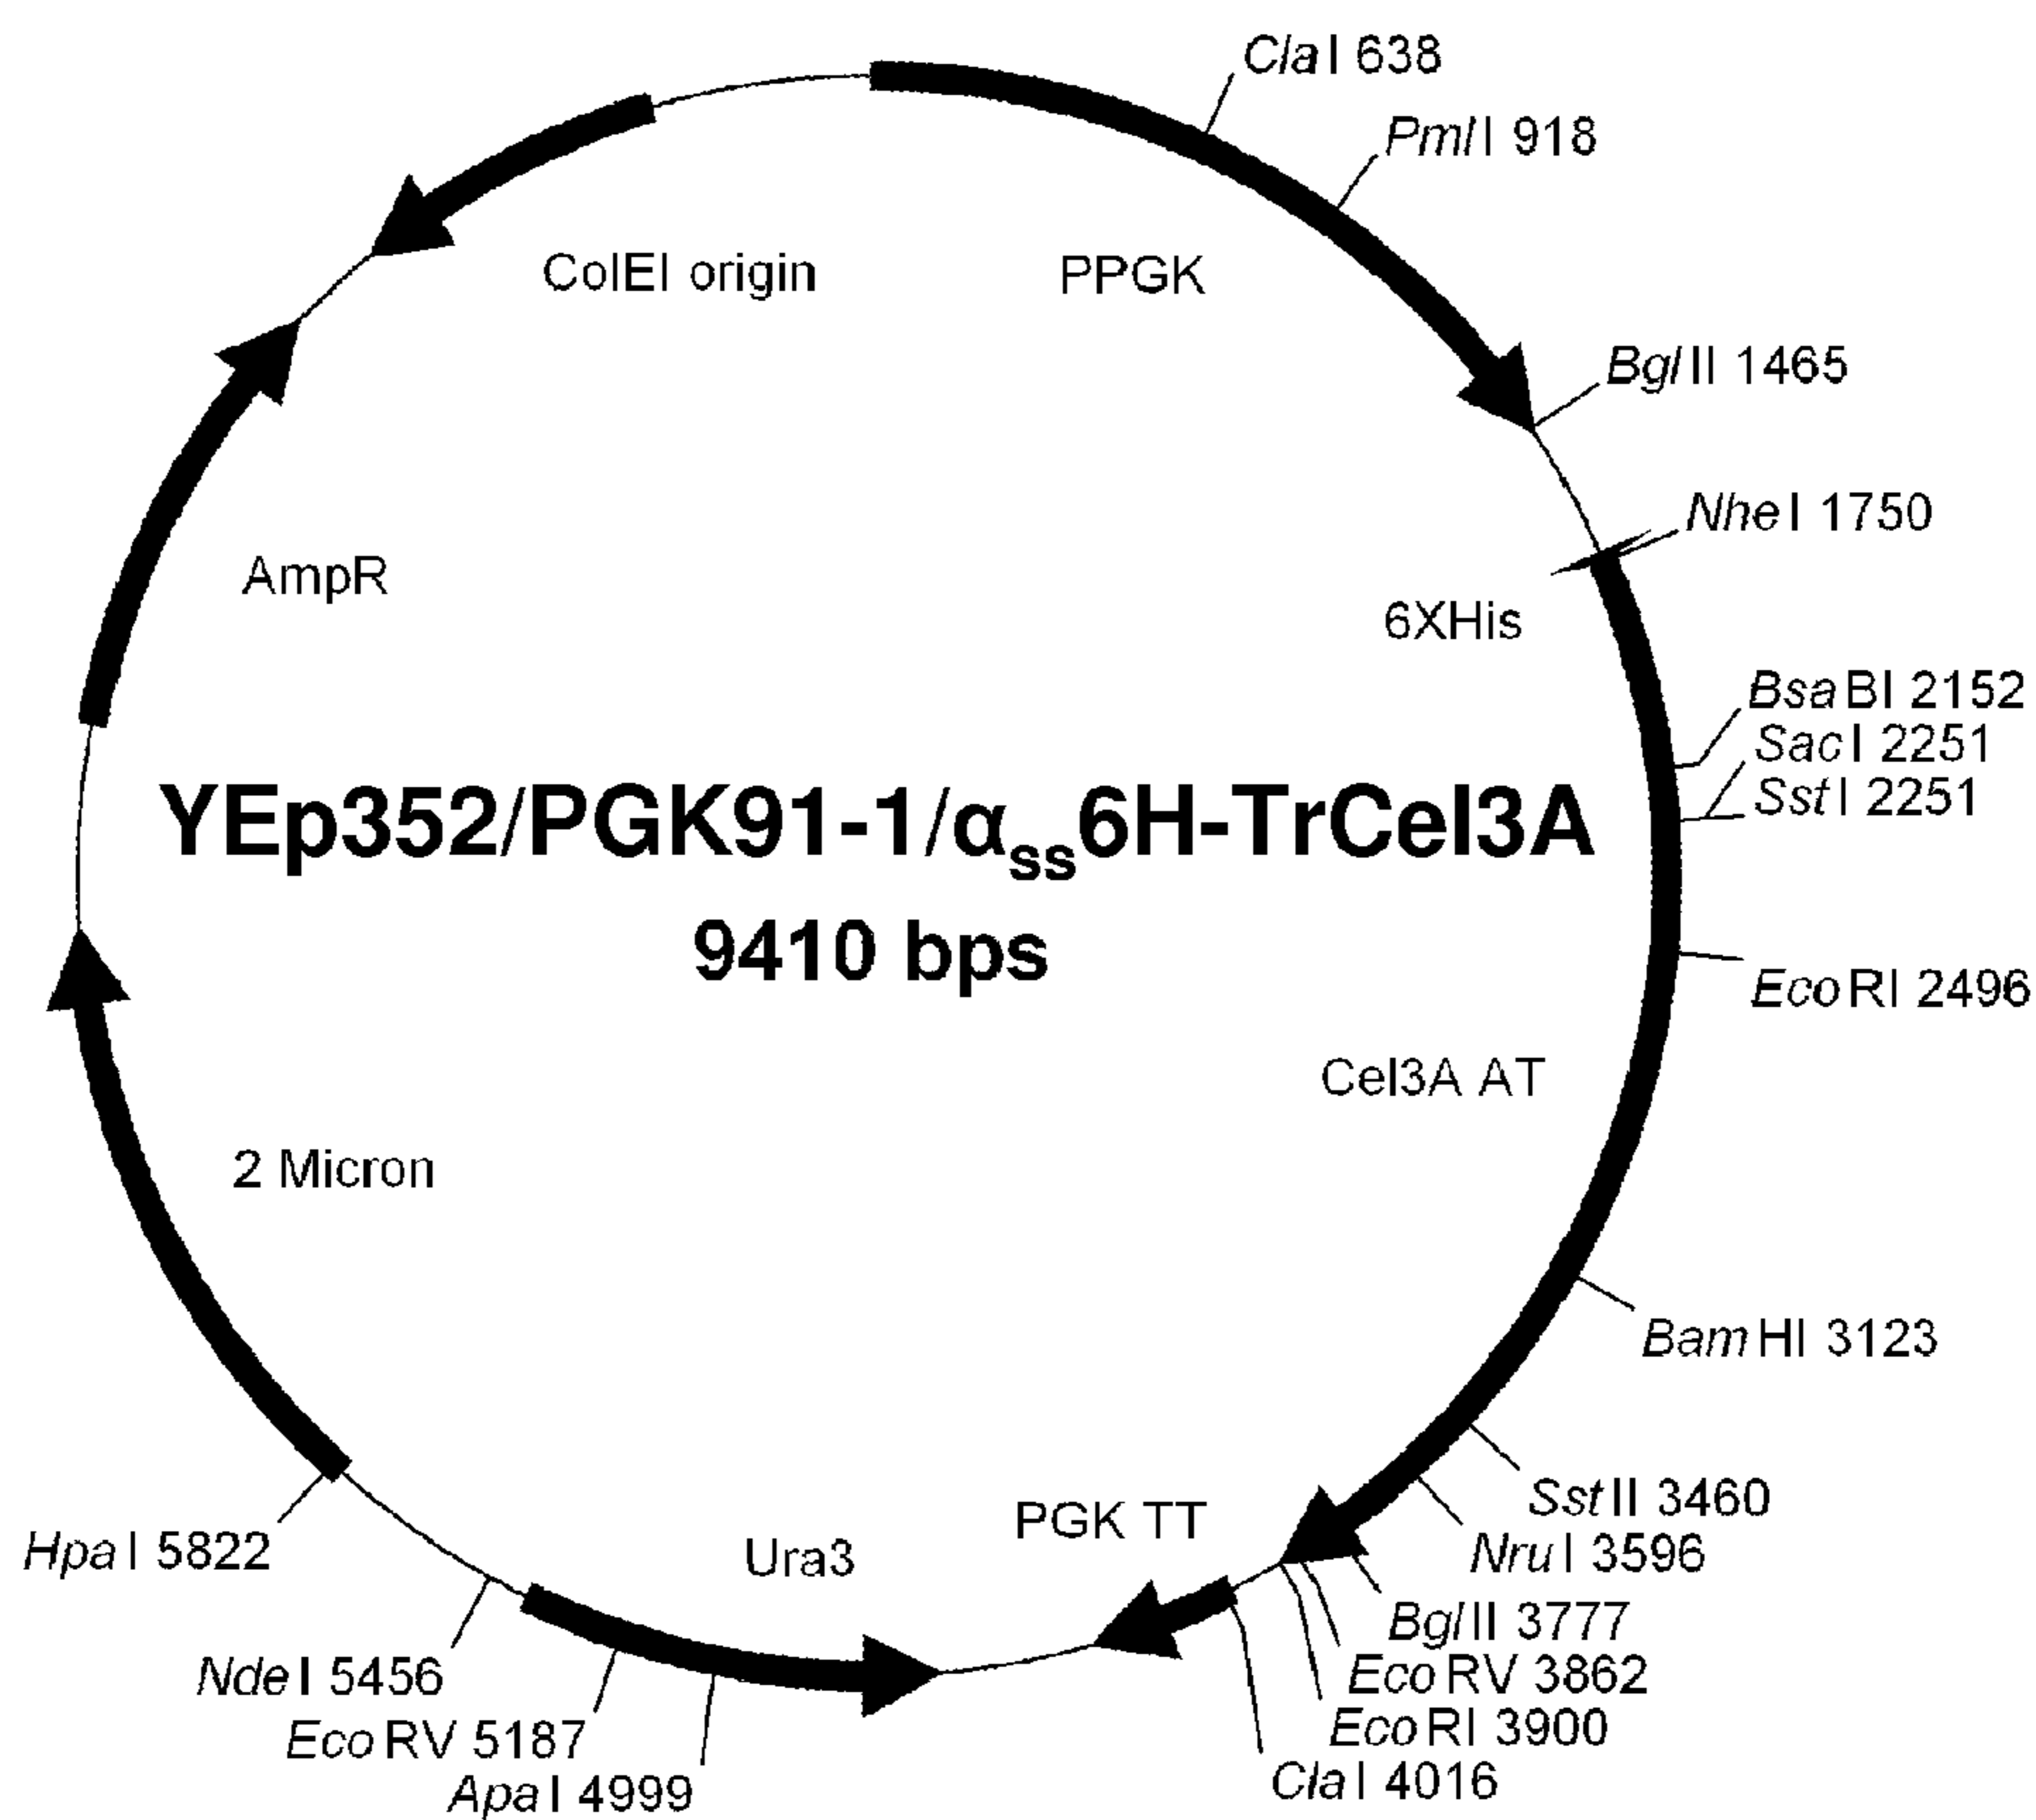 ClaI 638
PmlI 918
ColEI origin
PPGK
BglII 1465
NheI 1750
AmpR
6XHis
BsaBI 2152
SacI 2251
SstI 2251
YEp352/PGK91-1/αss6H-TrCel3A
9410 bps
EcoRI 2496
Cel3A AT
2 Micron
BamHI 3123
SstII 3460
PGK TT
NruI 3596
Ura3
HpaI 5822
BglII 3777
EcoRV 3862
NdeI 5456
EcoRI 3900
EcoRV 5187
ClaI 4016
ApaI 4999